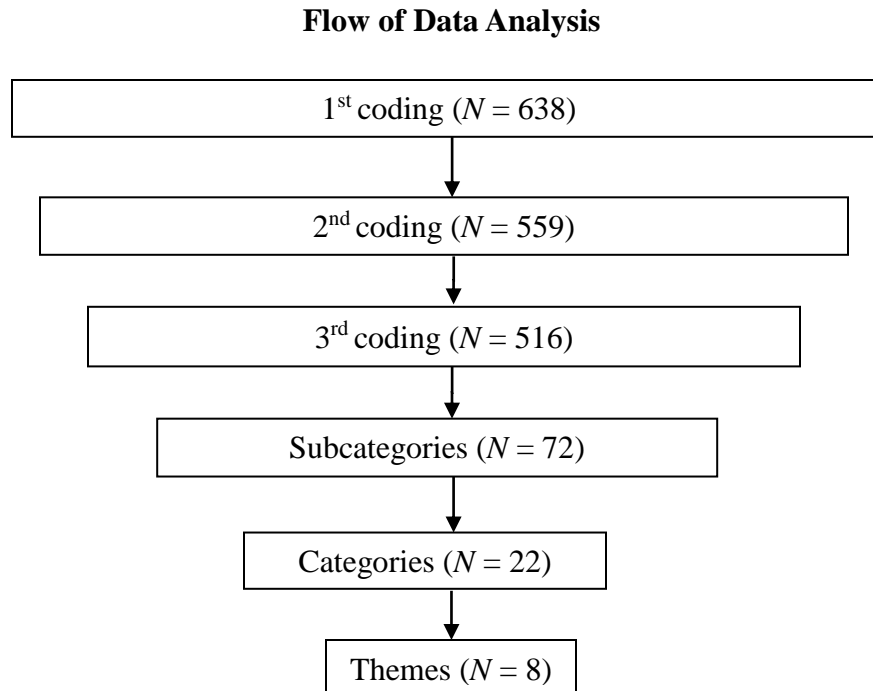 Flow of Data Analysis
1st coding (N = 638)
2nd coding (N = 559)
3rd coding (N = 516)
Subcategories (N = 72)
Categories (N = 22)
Themes (N = 8)